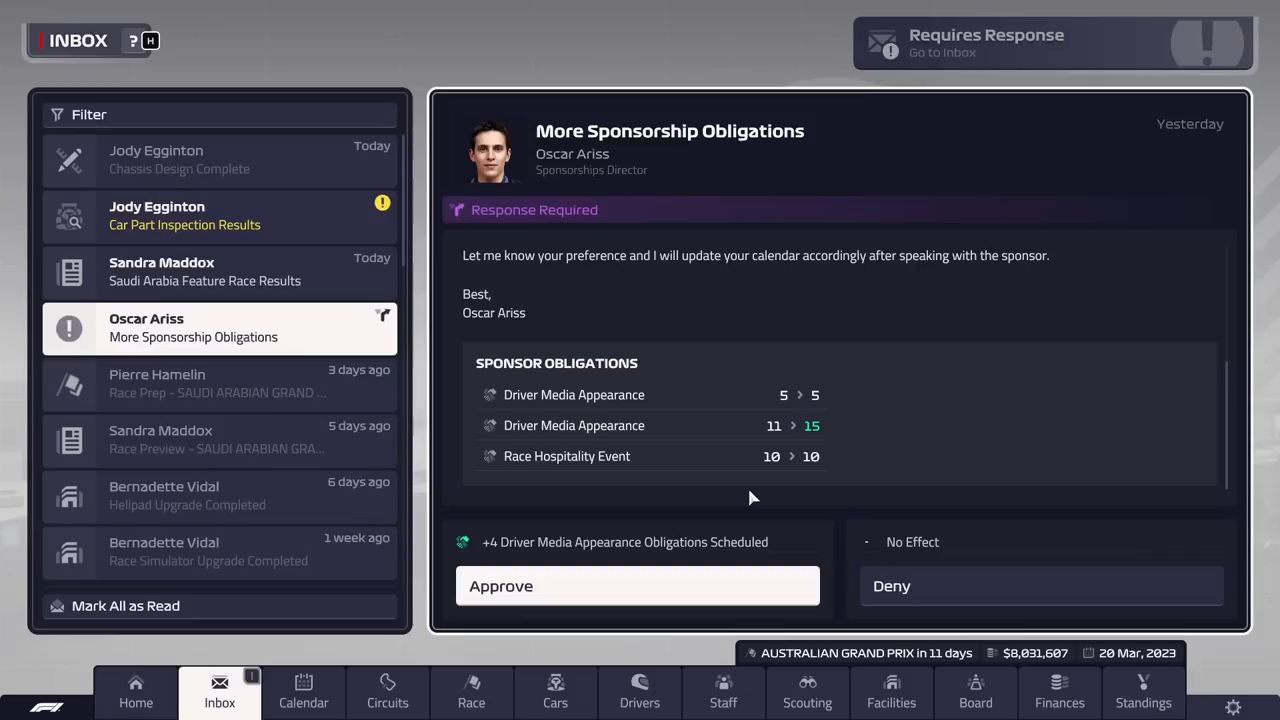 INBOX
? H
Requires Response
Go to Inbox
Filter
Jody Egginton
Today
Chassis Design Complete
Jody Egginton
Car Part Inspection Results
Sandra Maddox
Today
Saudi Arabia Feature Race Results
Oscar Ariss
More Sponsorship Obligations
Pierre Hamelin
3 days ago
Race Prep - SAUDI ARABIAN GRAND ...
Sandra Maddox
5 days ago
Race Preview - SAUDI ARABIAN GRA...
Bernadette Vidal
6 days ago
Helipad Upgrade Completed
Bernadette Vidal
1 week ago
Race Simulator Upgrade Completed
Mark All as Read
More Sponsorship Obligations
Yesterday
Oscar Ariss
Sponsorships Director
Response Required
Let me know your preference and I will update your calendar accordingly after speaking with the sponsor.
Best,
Oscar Ariss
SPONSOR OBLIGATIONS
Driver Media Appearance 5 > 5
Driver Media Appearance 11 > 15
Race Hospitality Event 10 > 10
+4 Driver Media Appearance Obligations Scheduled
Approve
- No Effect
Deny
AUSTRALIAN GRAND PRIX in 11 days
$8,031,607
20 Mar, 2023
F1
Home
Inbox
Calendar
Circuits
Race
Cars
Drivers
Staff
Scouting
Facilities
Board
Finances
Standings